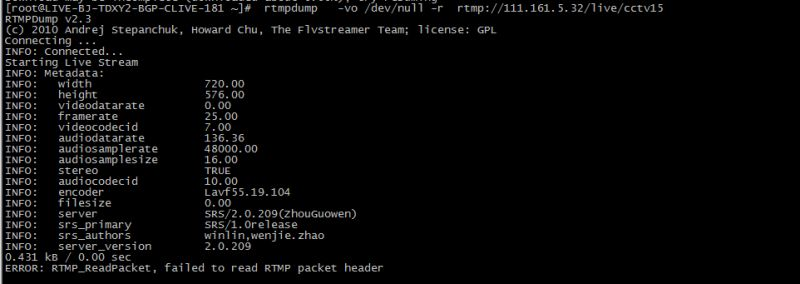 [root@LIVE-BJ-TDXY2-BGP-CLIVE-181 ~]# rtmpdump -vo /dev/null -r rtmp://111.161.5.32/live/cctv15
RTMPDump v2.3
(c) 2010 Andrej Stepanchuk, Howard Chu, The Flvstreamer Team; license: GPL
Connecting ...
INFO: Connected...
Starting Live Stream
INFO: Metadata:
INFO: width 720.00
INFO: height 576.00
INFO: videodatarate 0.00
INFO: framerate 25.00
INFO: videocodecid 7.00
INFO: audiodatarate 136.36
INFO: audiosamplerate 48000.00
INFO: audiosamplesize 16.00
INFO: stereo TRUE
INFO: audiocodecid 10.00
INFO: encoder Lavf55.19.104
INFO: filesize 0.00
INFO: server SRS/2.0.209(ZhouGuowen)
INFO: srs_primary SRS/1.0release
INFO: srs_authors winlin,wenjie.zhao
INFO: server_version 2.0.209
0.431 kB / 0.00 sec
ERROR: RTMP_ReadPacket, failed to read RTMP packet header